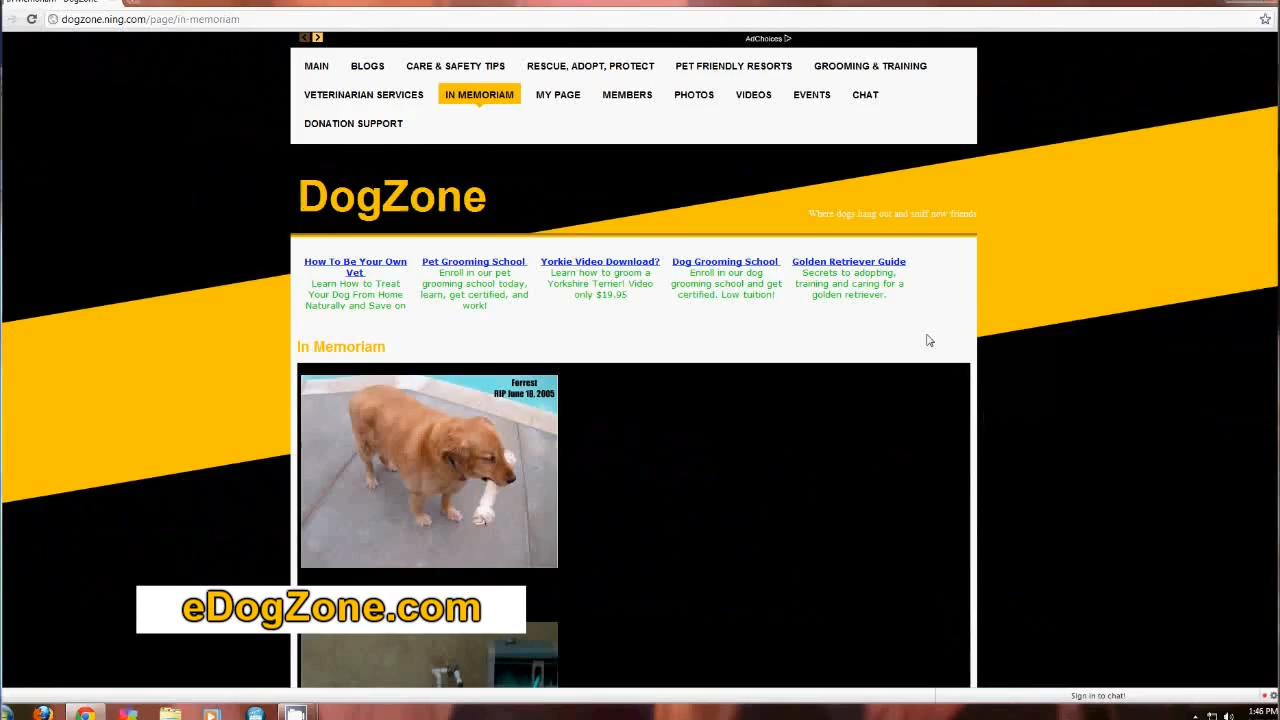 In Memoriam - DogZone
dogzone.ning.com/page/in-memoriam
AdChoices
MAIN BLOGS CARE & SAFETY TIPS RESCUE, ADOPT, PROTECT PET FRIENDLY RESORTS GROOMING & TRAINING
VETERINARIAN SERVICES IN MEMORIAM MY PAGE MEMBERS PHOTOS VIDEOS EVENTS CHAT
DONATION SUPPORT
DogZone
Where dogs hang out and sniff new friends
How To Be Your Own
Vet
Learn How to Treat
Your Dog From Home
Naturally and Save on
Pet Grooming School
Enroll in our pet
grooming school today,
learn, get certified, and
work!
Yorkie Video Download?
Learn how to groom a
Yorkshire Terrier! Video
only $19.95
Dog Grooming School
Enroll in our dog
grooming school and get
certified. Low tuition!
Golden Retriever Guide
Secrets to adopting,
training and caring for a
golden retriever.
In Memoriam
Forrest
RIP June 18, 2005
eDogZone.com
Sign in to chat!
1:46 PM